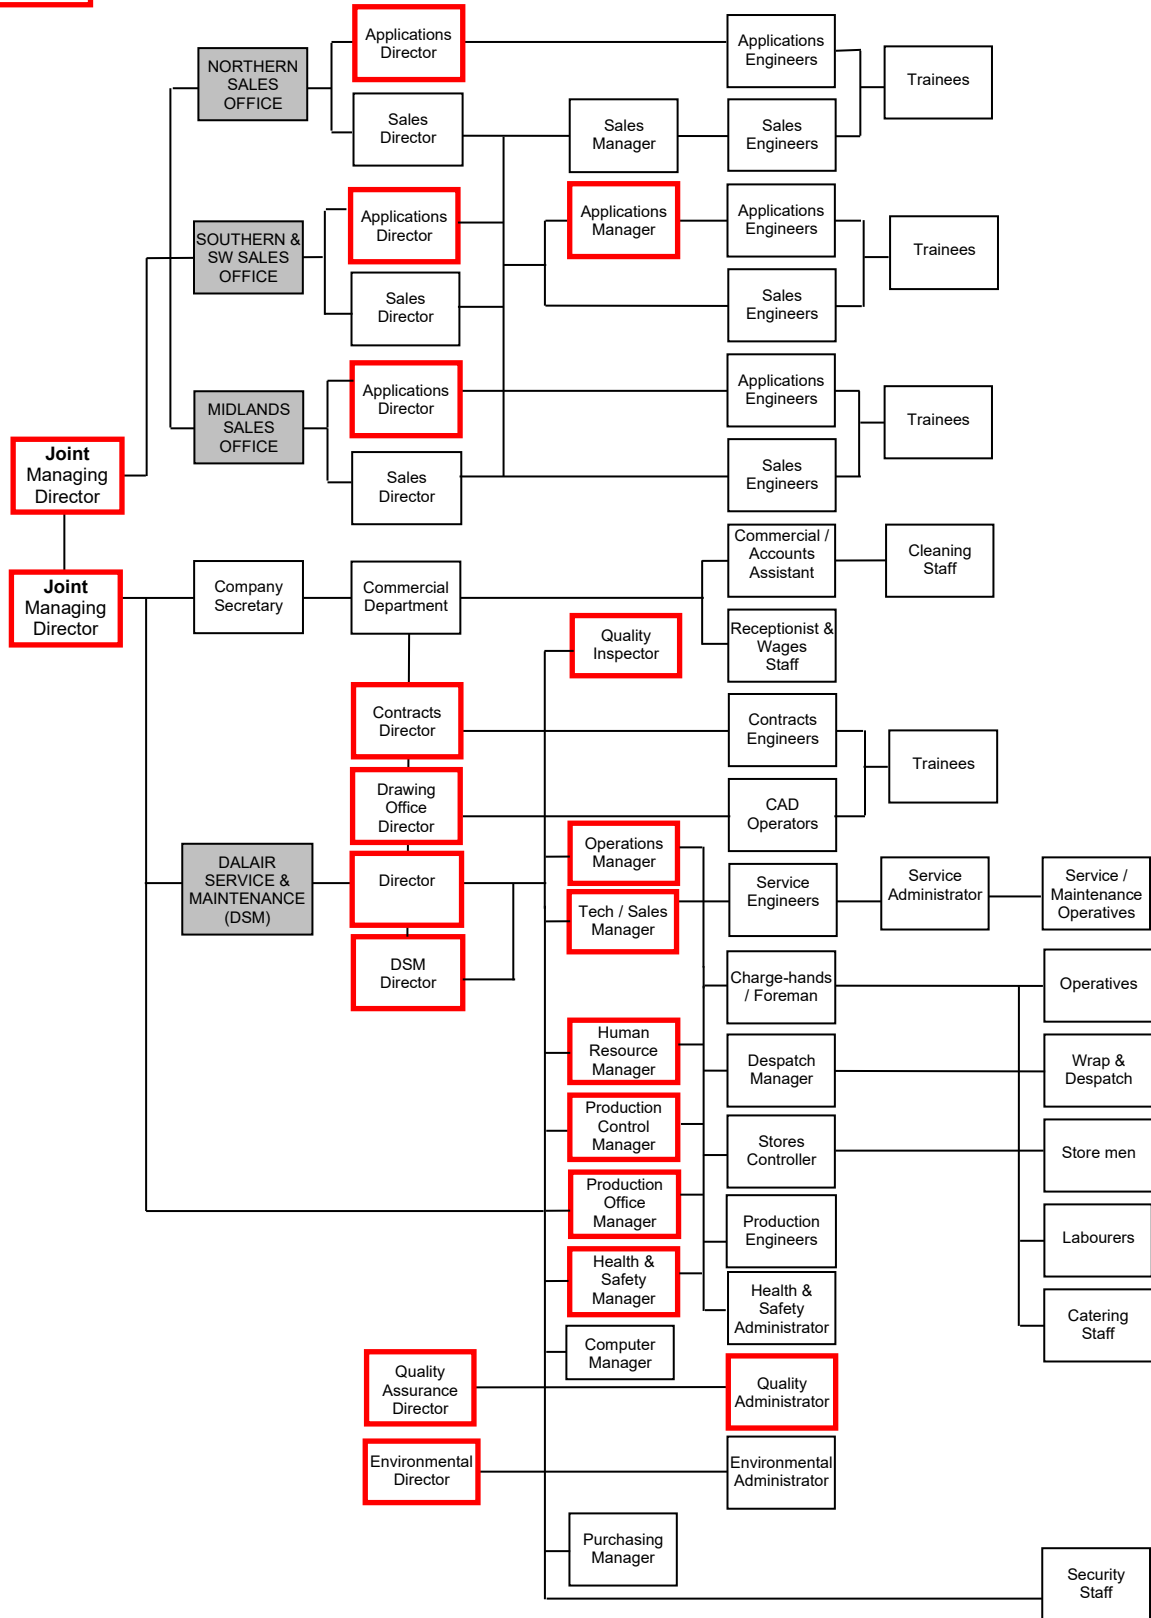 Applications
Director
Applications
Engineers
Trainees
NORTHERN
SALES
OFFICE
Sales
Director
Sales
Manager
Sales
Engineers
Applications
Director
Applications
Manager
Applications
Engineers
Trainees
SOUTHERN &
SW SALES
OFFICE
Sales
Director
Sales
Engineers
Applications
Director
Applications
Engineers
Trainees
MIDLANDS
SALES
OFFICE
Sales
Director
Sales
Engineers
Joint
Managing
Director
Joint
Managing
Director
Company
Secretary
Commercial
Department
Commercial /
Accounts
Assistant
Cleaning
Staff
Quality
Inspector
Receptionist &
Wages
Staff
Contracts
Director
Contracts
Engineers
Trainees
Drawing
Office
Director
CAD
Operators
DALAIR
SERVICE &
MAINTENANCE
(DSM)
Director
Operations
Manager
Service
Engineers
Service
Administrator
Service /
Maintenance
Operatives
Tech / Sales
Manager
DSM
Director
Charge-hands
/ Foreman
Operatives
Human
Resource
Manager
Despatch
Manager
Wrap &
Despatch
Production
Control
Manager
Stores
Controller
Store men
Production
Office
Manager
Production
Engineers
Labourers
Health &
Safety
Manager
Health &
Safety
Administrator
Catering
Staff
Computer
Manager
Quality
Assurance
Director
Quality
Administrator
Environmental
Director
Environmental
Administrator
Purchasing
Manager
Security
Staff